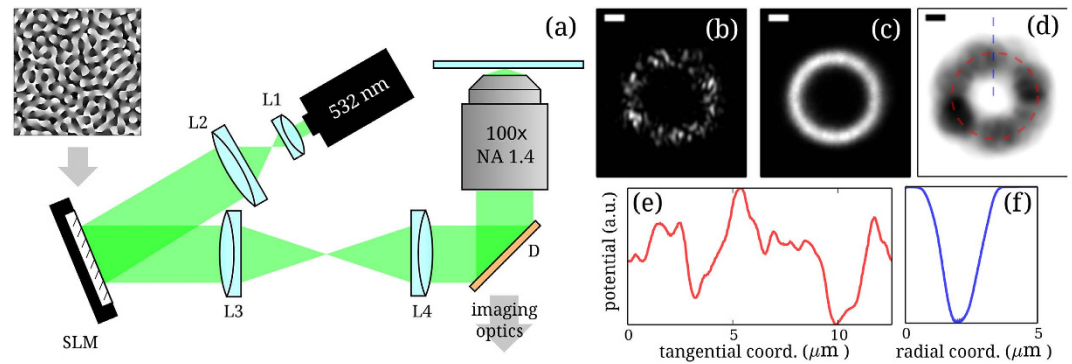 (a)
L1
532 nm
L2
100x
NA 1.4
D
L3
L4
SLM
imaging
optics
(b)
(c)
(d)
(e)
potential (a.u.)
0
5
10
tangential coord. (μm)
(f)
0
5
radial coord. (μm)